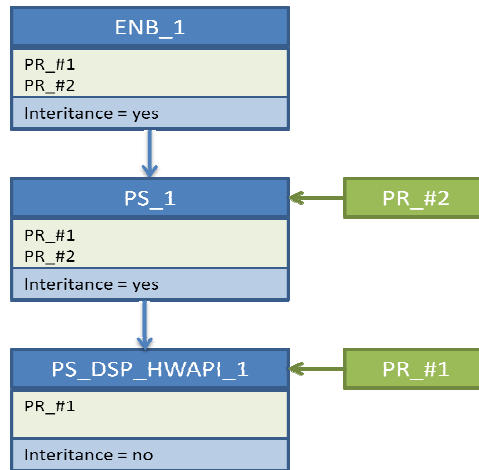 ENB_1
PR_#1
PR_#2
Interitance = yes
PS_1
PR_#2
PR_#1
PR_#2
Interitance = yes
PS_DSP_HWAPI_1
PR_#1
PR_#1
Interitance = no